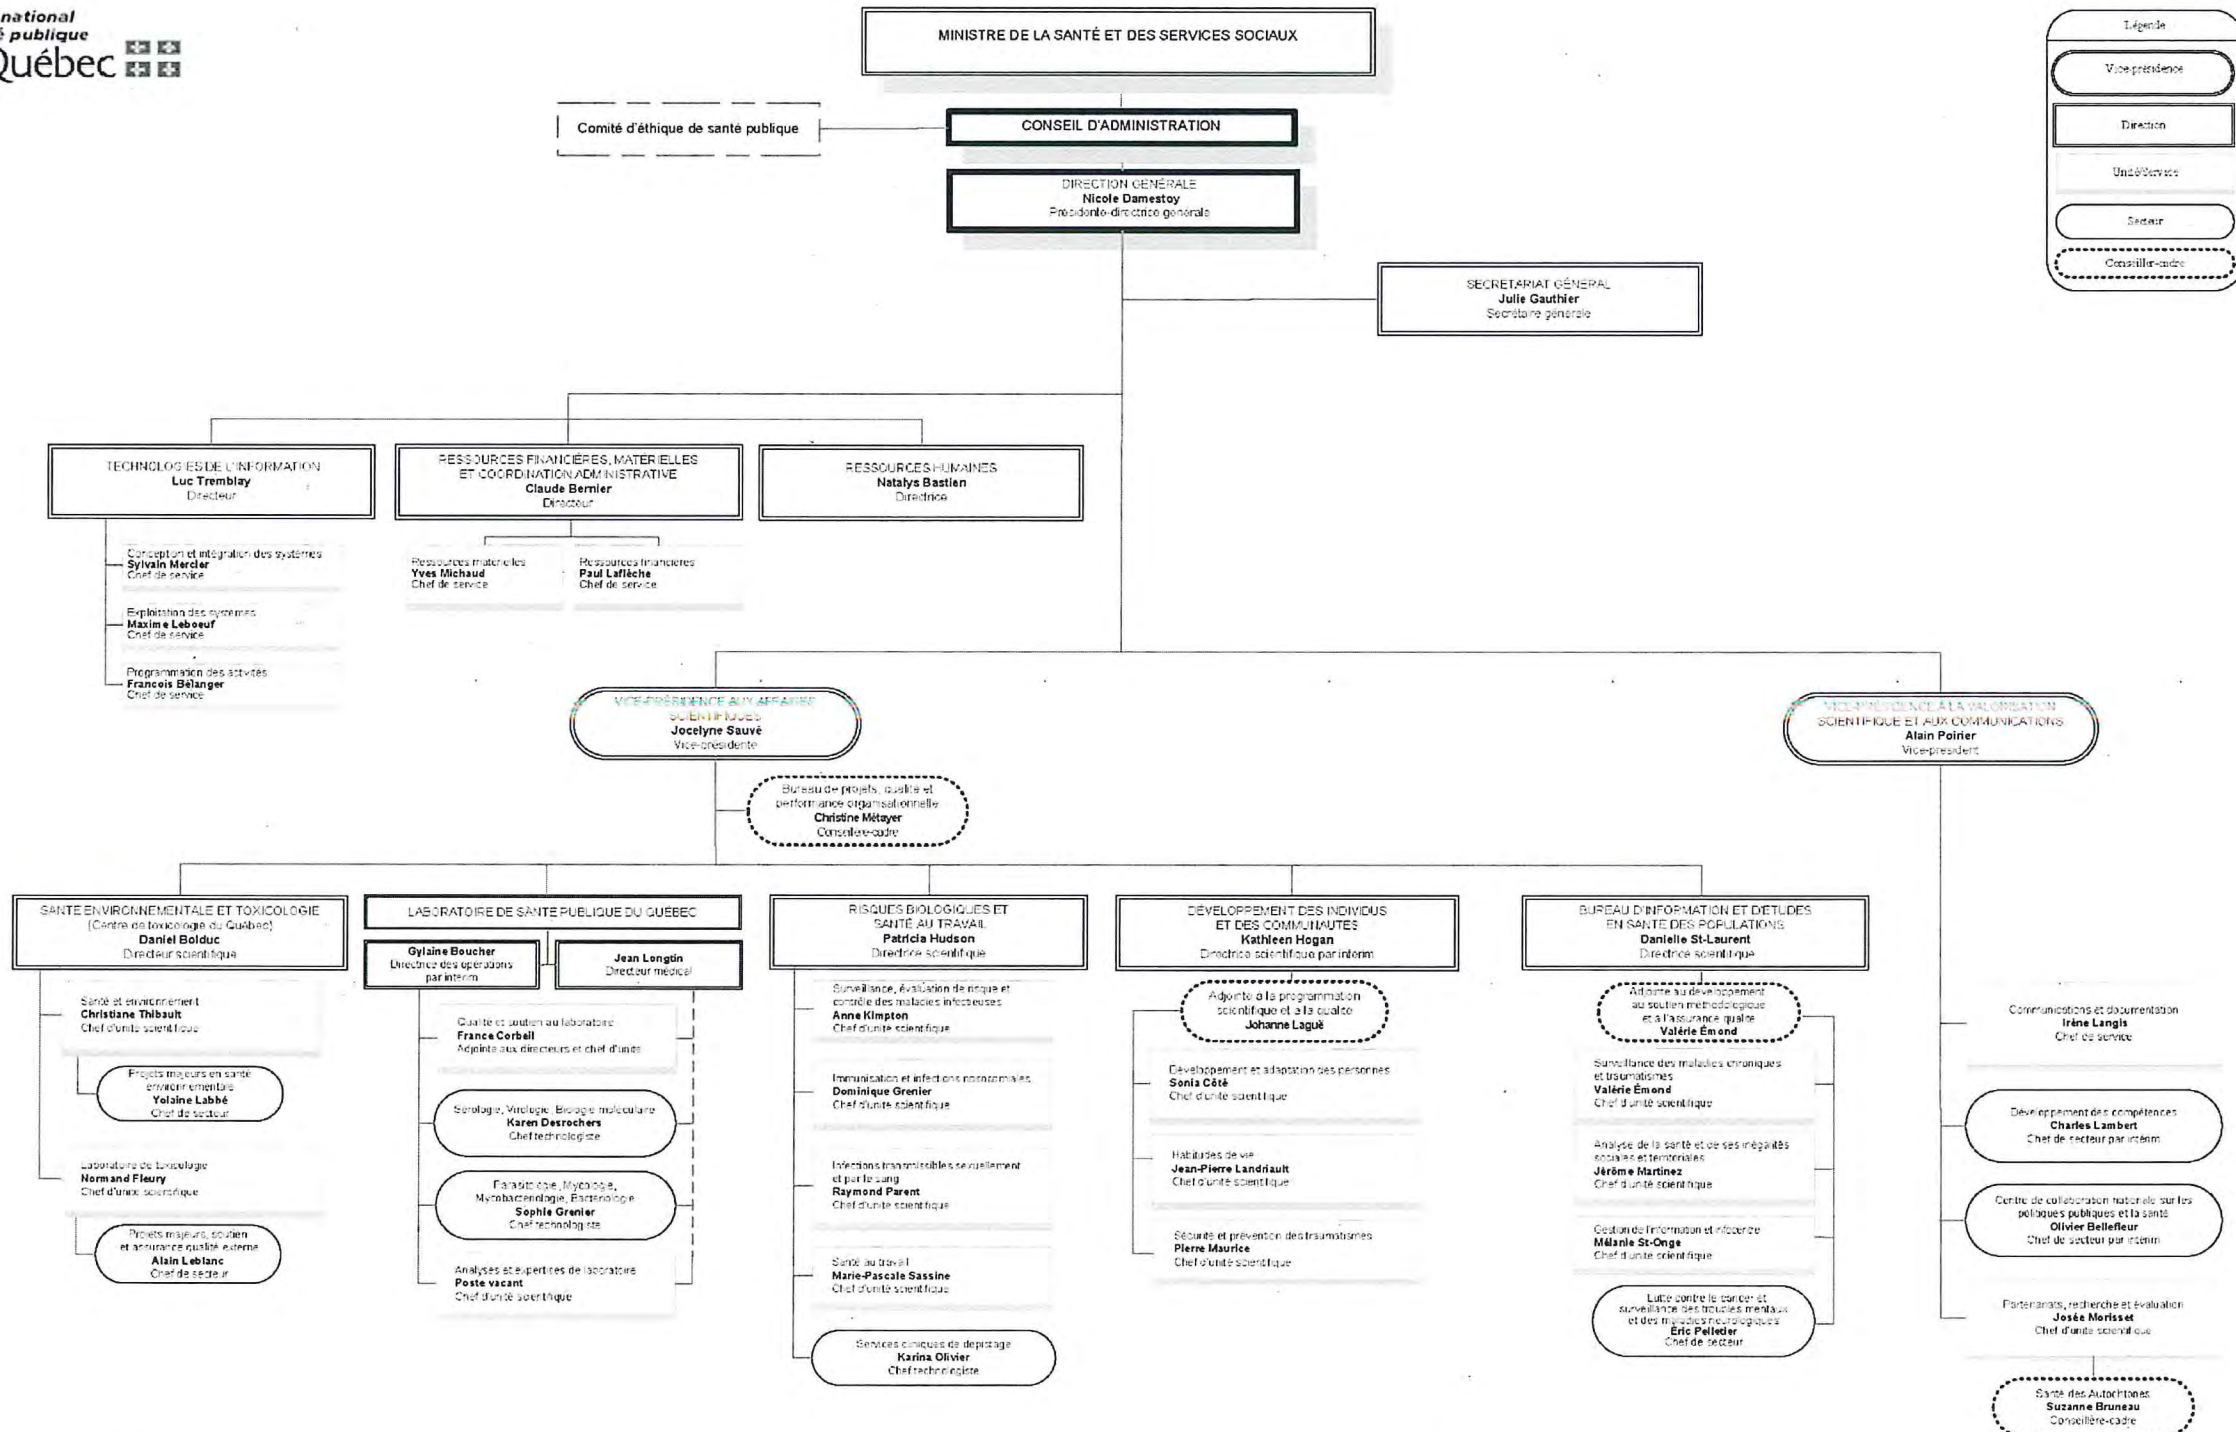 national
é publique
Québec
MINISTRE DE LA SANTÉ ET DES SERVICES SOCIAUX
Comité d'éthique de santé publique
CONSEIL D'ADMINISTRATION
DIRECTION GÉNÉRALE
Nicole Damestoy
Présidente-directrice générale
Légende
Vice-présidence
Direction
Unité/Service
Secteur
Conseiller-cadre
SECRÉTARIAT GÉNÉRAL
Julie Gauthier
Secrétaire générale
TECHNOLOGIES DE L'INFORMATION
Luc Tremblay
Directeur
RESSOURCES FINANCIÈRES, MATÉRIELLES
ET COORDINATION ADMINISTRATIVE
Claude Bernier
Directeur
RESSOURCES HUMAINES
Natalys Bastien
Directrice
Conception et intégration des systèmes
Sylvain Mercier
Chef de service
Exploitation des systèmes
Maxime Leboeuf
Chef de service
Programmation des activités
Francois Bélanger
Chef de service
Ressources matérielles
Yves Michaud
Chef de service
Ressources financières
Paul Laflèche
Chef de service
VICE-PRÉSIDENCE AUX AFFAIRES
SCIENTIFIQUES
Jocelyne Sauvé
Vice-présidente
VICE-PRÉSIDENCE À LA VALORISATION
SCIENTIFIQUE ET AUX COMMUNICATIONS
Alain Poirier
Vice-président
Bureau de projets, qualité et
performance organisationnelle
Christine Métayer
Conseillère-cadre
SANTÉ ENVIRONNEMENTALE ET TOXICOLOGIE
(Centre de toxicologie du Québec)
Daniel Bolduc
Directeur scientifique
Santé et environnement
Christiane Thibault
Chef d'unité scientifique
Projets majeurs en santé
environnementale
Yolaine Labbé
Chef de secteur
Laboratoire de toxicologie
Normand Fleury
Chef d'unité scientifique
Projets majeurs, soutien
et assurance qualité externe
Alain Leblanc
Chef de secteur
LABORATOIRE DE SANTÉ PUBLIQUE DU QUÉBEC
Gylaine Boucher
Directrice des opérations
par intérim
Jean Longtin
Directeur médical
Qualité et soutien au laboratoire
France Corbeil
Adjointe aux directeurs et chef d'unité
Sérologie, Virologie, Biologie moléculaire
Karen Desrochers
Chef technologiste
Parasitologie, Mycologie,
Mycobactériologie, Bactériologie
Sophie Grenier
Chef technologiste
Analyses et expertises de laboratoire
Poste vacant
Chef d'unité scientifique
RISQUES BIOLOGIQUES ET
SANTÉ AU TRAVAIL
Patricia Hudson
Directrice scientifique
Surveillance, évaluation de risque et
contrôle des maladies infectieuses
Anne Kimpton
Chef d'unité scientifique
Immunisation et infections nosocomiales
Dominique Grenier
Chef d'unité scientifique
Infections transmissibles sexuellement
et par le sang
Raymond Parent
Chef d'unité scientifique
Santé au travail
Marie-Pascale Sassine
Chef d'unité scientifique
Services cliniques de dépistage
Karina Olivier
Chef technologiste
DÉVELOPPEMENT DES INDIVIDUS
ET DES COMMUNAUTÉS
Kathleen Hogan
Directrice scientifique par intérim
Adjointe à la programmation
scientifique et à la qualité
Johanne Laguë
Développement et adaptation des personnes
Sonia Côté
Chef d'unité scientifique
Habitudes de vie
Jean-Pierre Landriault
Chef d'unité scientifique
Sécurité et prévention des traumatismes
Pierre Maurice
Chef d'unité scientifique
BUREAU D'INFORMATION ET D'ÉTUDES
EN SANTÉ DES POPULATIONS
Danielle St-Laurent
Directrice scientifique
Adjointe au développement
au soutien méthodologique
et à l'assurance qualité
Valérie Émond
Surveillance des maladies chroniques
et traumatismes
Valérie Émond
Chef d'unité scientifique
Analyse de la santé et de ses inégalités
sociales et territoriales
Jérôme Martinez
Chef d'unité scientifique
Gestion de l'information et infocentre
Mélanie St-Onge
Chef d'unité scientifique
Lutte contre le cancer et
surveillance des troubles mentaux
et des maladies neurologiques
Éric Pelletier
Chef de secteur
Communications et documentation
Irène Langis
Chef de service
Développement des compétences
Charles Lambert
Chef de secteur par intérim
Centre de collaboration nationale sur les
politiques publiques et la santé
Olivier Bellefleur
Chef de secteur par intérim
Partenariats, recherche et évaluation
Josée Morisset
Chef d'unité scientifique
Santé des Autochtones
Suzanne Bruneau
Conseillère-cadre